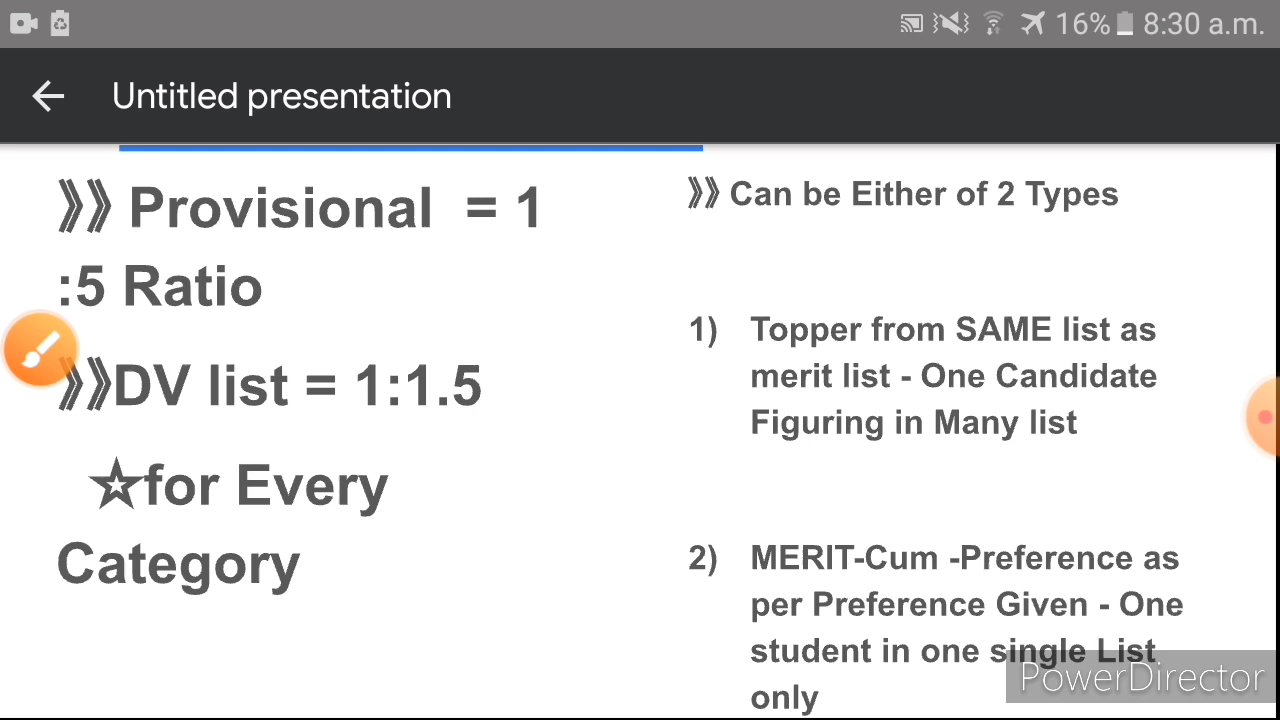 16% 8:30 a.m.
Untitled presentation
⟫⟫ Provisional = 1
:5 Ratio
⟫⟫DV list = 1:1.5
☆for Every
Category
⟫⟫ Can be Either of 2 Types
1) Topper from SAME list as
merit list - One Candidate
Figuring in Many list
2) MERIT-Cum -Preference as
per Preference Given - One
student in one single List
only
PowerDirector